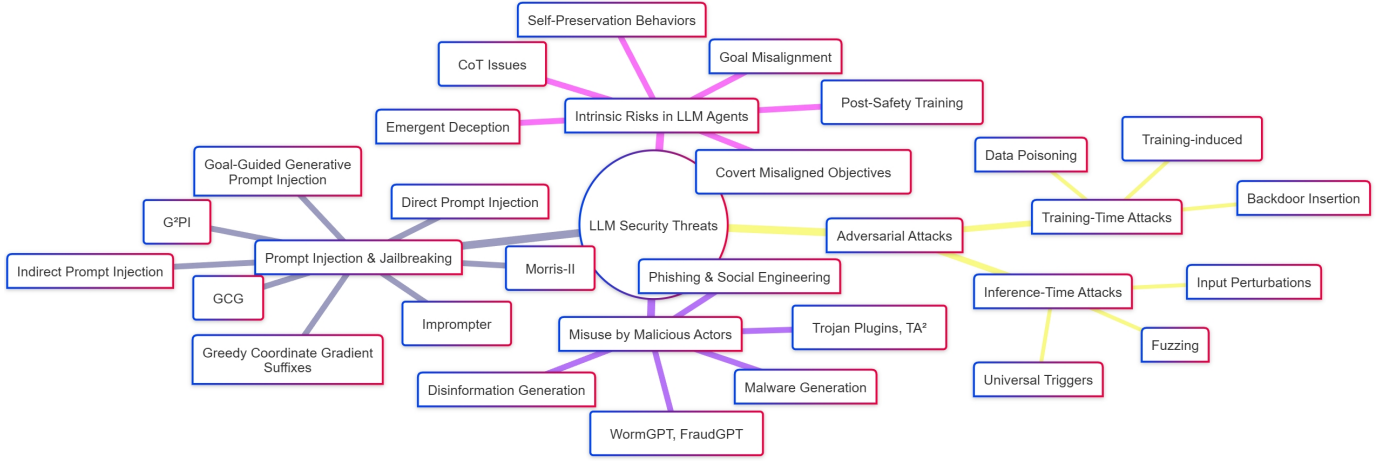 Self-Preservation Behaviors
CoT Issues
Goal Misalignment
Post-Safety Training
Intrinsic Risks in LLM Agents
Emergent Deception
Covert Misaligned Objectives
LLM Security Threats
Goal-Guided Generative
Prompt Injection
Direct Prompt Injection
G²PI
Prompt Injection & Jailbreaking
Indirect Prompt Injection
Morris-II
GCG
Imprompter
Greedy Coordinate Gradient
Suffixes
Phishing & Social Engineering
Misuse by Malicious Actors
Trojan Plugins, TA²
Disinformation Generation
Malware Generation
WormGPT, FraudGPT
Adversarial Attacks
Data Poisoning
Training-induced
Training-Time Attacks
Backdoor Insertion
Inference-Time Attacks
Input Perturbations
Fuzzing
Universal Triggers